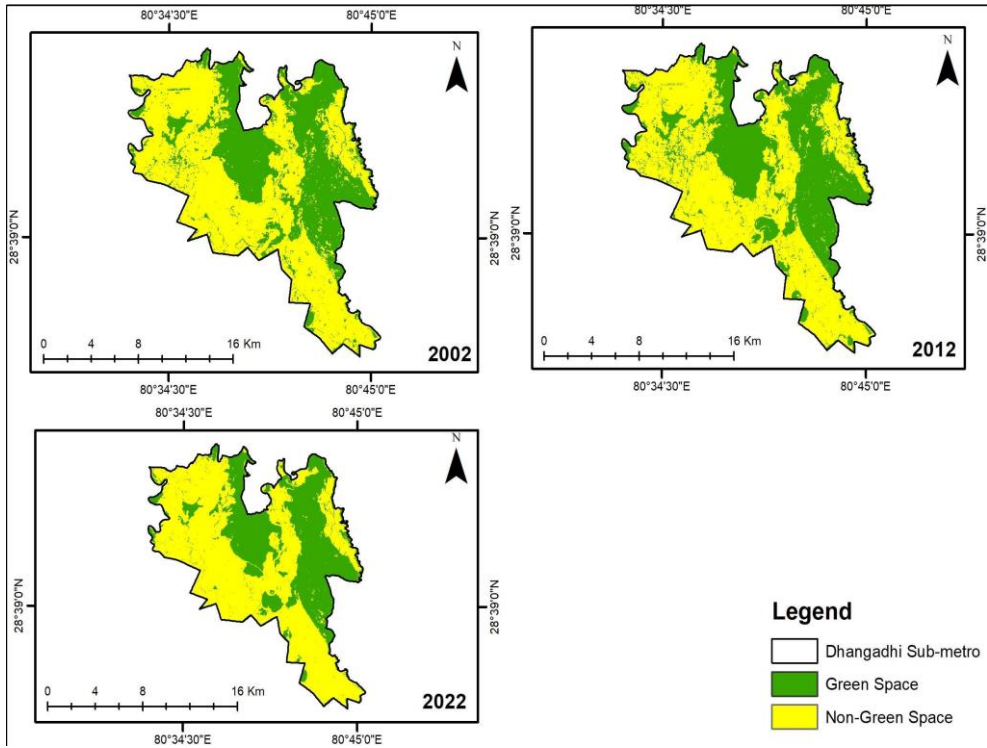 80°34'30"E 80°45'0"E
80°34'30"E 80°45'0"E
N
N
28°39'0"N
28°39'0"N
28°39'0"N
28°39'0"N
0 4 8 16 Km
2002
0 4 8 16 Km
2012
80°34'30"E 80°45'0"E
80°34'30"E 80°45'0"E
80°34'30"E 80°45'0"E
N
28°39'0"N
28°39'0"N
0 4 8 16 Km
2022
80°34'30"E 80°45'0"E
Legend
Dhangadhi Sub-metro
Green Space
Non-Green Space